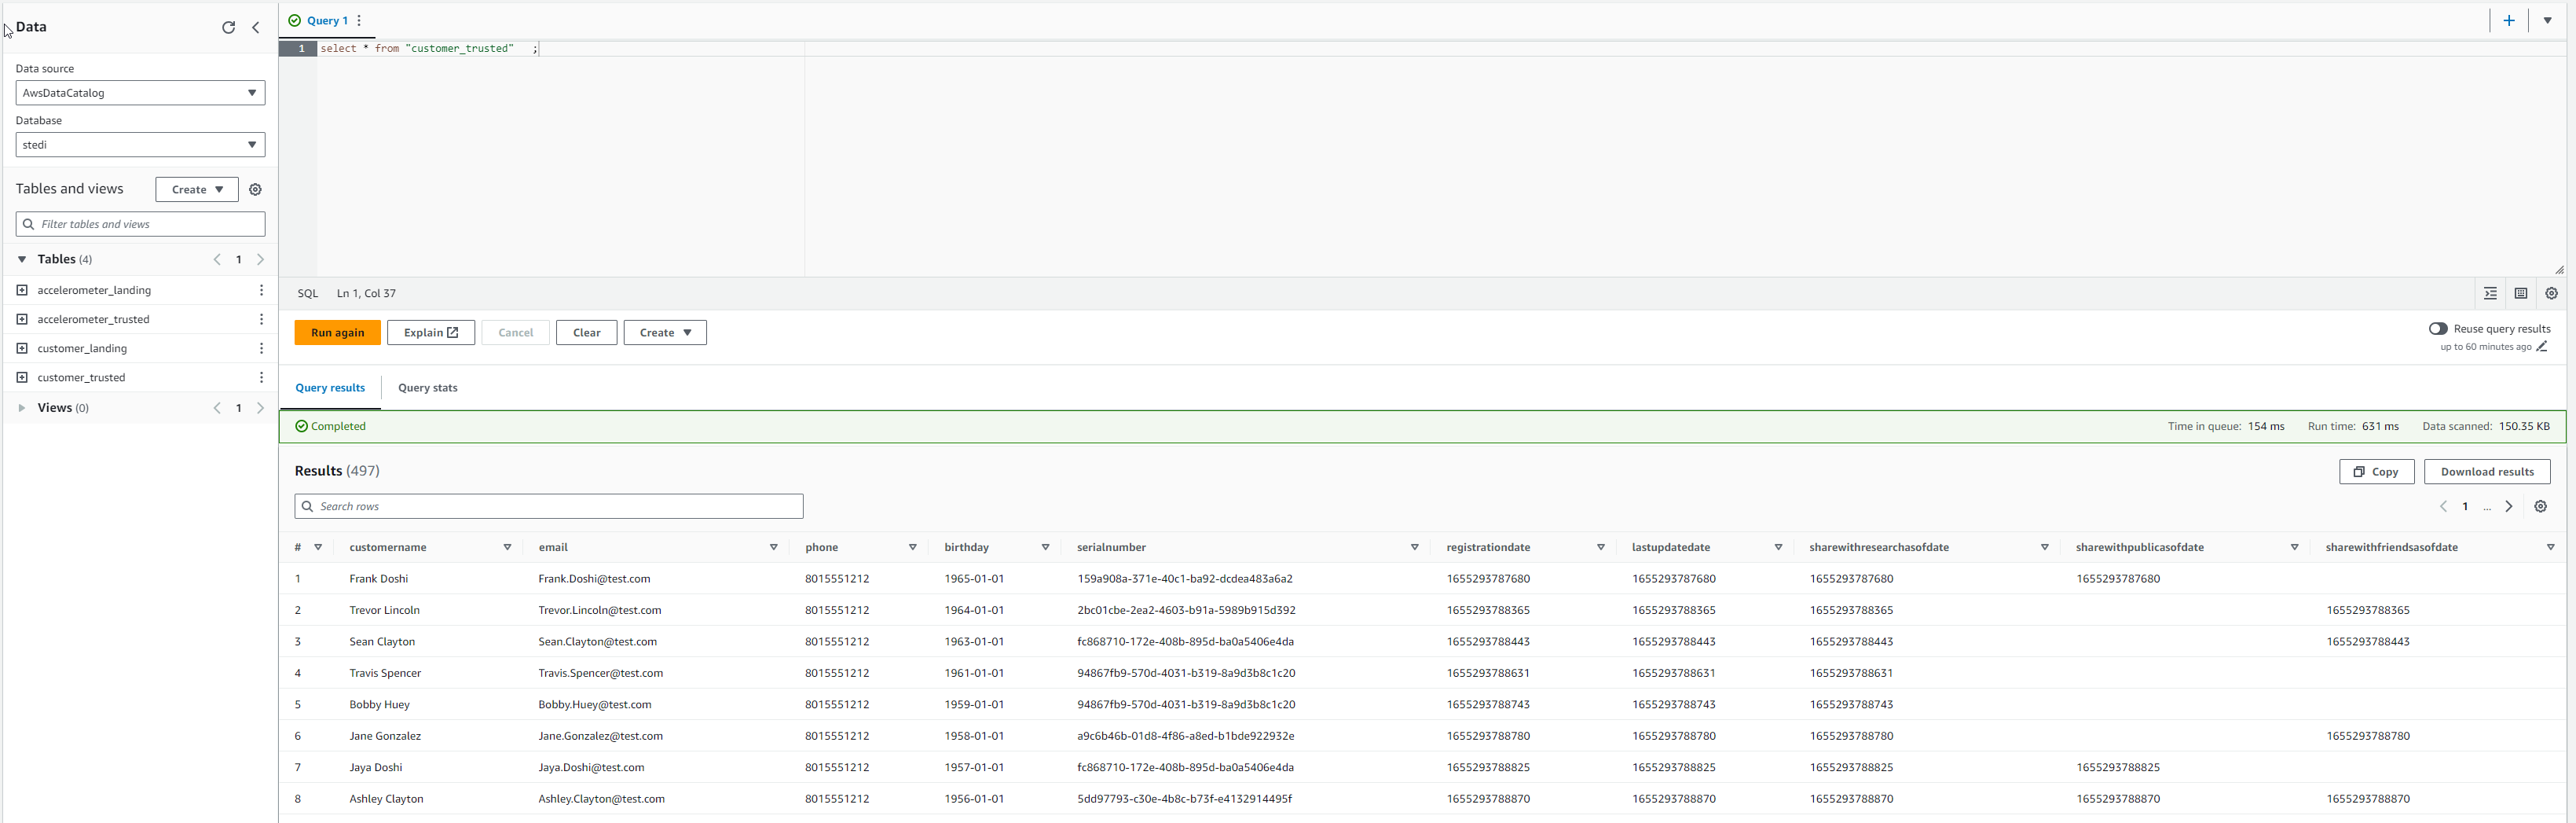 Data
Data source
AwsDataCatalog
Database
stedi
Tables and views
Create
Filter tables and views
Tables (4) 1
accelerometer_landing
accelerometer_trusted
customer_landing
customer_trusted
Views (0) 1
Query 1
1 select * from "customer_trusted" ;
SQL Ln 1, Col 37
Run again Explain Cancel Clear Create
Reuse query results
up to 60 minutes ago
Query results Query stats
Completed Time in queue: 154 ms Run time: 631 ms Data scanned: 150.35 KB
Results (497) Copy Download results
Search rows 1 ...
# customername email phone birthday serialnumber registrationdate lastupdatedate sharewithresearchasofdate sharewithpublicasofdate sharewithfriendsasofdate
1 Frank Doshi Frank.Doshi@test.com 8015551212 1965-01-01 159a908a-371e-40c1-ba92-dcdea483a6a2 1655293787680 1655293787680 1655293787680 1655293787680
2 Trevor Lincoln Trevor.Lincoln@test.com 8015551212 1964-01-01 2bc01cbe-2ea2-4603-b91a-5989b915d392 1655293788365 1655293788365 1655293788365 1655293788365
3 Sean Clayton Sean.Clayton@test.com 8015551212 1963-01-01 fc868710-172e-408b-895d-ba0a5406e4da 1655293788443 1655293788443 1655293788443 1655293788443
4 Travis Spencer Travis.Spencer@test.com 8015551212 1961-01-01 94867fb9-570d-4031-b319-8a9d3b8c1c20 1655293788631 1655293788631 1655293788631
5 Bobby Huey Bobby.Huey@test.com 8015551212 1959-01-01 94867fb9-570d-4031-b319-8a9d3b8c1c20 1655293788743 1655293788743 1655293788743
6 Jane Gonzalez Jane.Gonzalez@test.com 8015551212 1958-01-01 a9c6b46b-01d8-4f86-a8ed-b1bde922932e 1655293788780 1655293788780 1655293788780 1655293788780
7 Jaya Doshi Jaya.Doshi@test.com 8015551212 1957-01-01 fc868710-172e-408b-895d-ba0a5406e4da 1655293788825 1655293788825 1655293788825 1655293788825
8 Ashley Clayton Ashley.Clayton@test.com 8015551212 1956-01-01 5dd97793-c30e-4b8c-b73f-e4132914495f 1655293788870 1655293788870 1655293788870 1655293788870 1655293788870